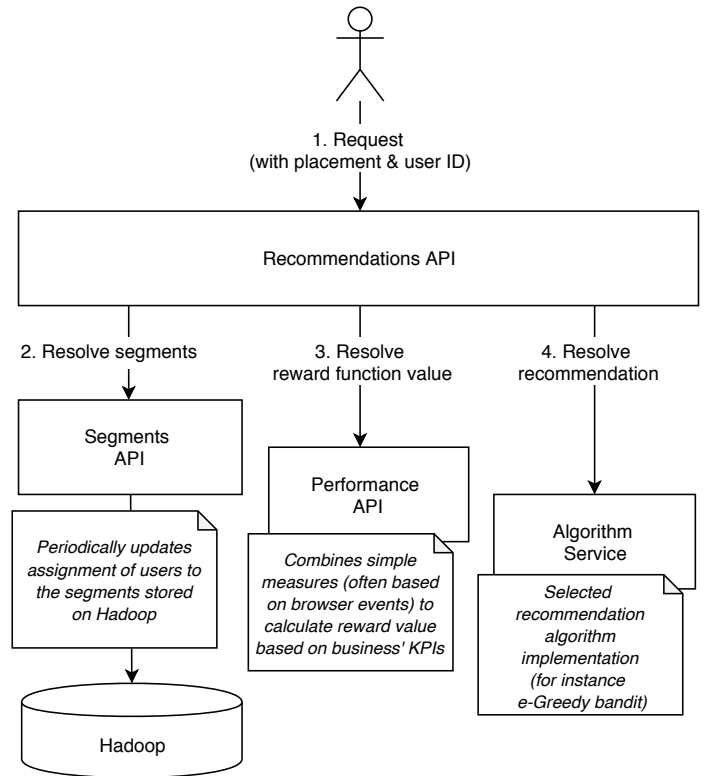 1. Request
(with placement & user ID)
Recommendations API
2. Resolve segments
3. Resolve
reward function value
4. Resolve
recommendation
Segments
API
Periodically updates
assignment of users to
the segments stored
on Hadoop
Hadoop
Performance
API
Combines simple
measures (often based
on browser events) to
calculate reward value
based on business' KPIs
Algorithm
Service
Selected
recommendation
algorithm
implementation
(for instance
e-Greedy bandit)